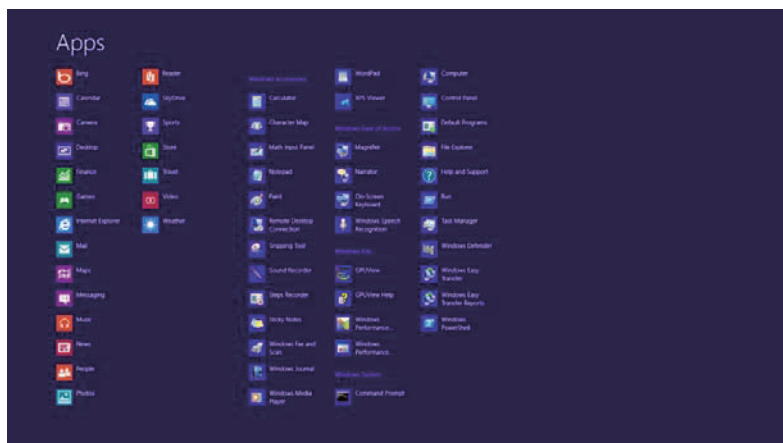 Apps
Bing
Calendar
Camera
Desktop
Finance
Games
Internet Explorer
Mail
Maps
Messaging
Music
News
People
Photos
Reader
SkyDrive
Sports
Store
Travel
Video
Weather
Windows Accessories
Calculator
Character Map
Math Input Panel
Notepad
Paint
Remote Desktop
Connection
Snipping Tool
Sound Recorder
Steps Recorder
Sticky Notes
Windows Fax and
Scan
Windows Journal
Windows Media
Player
WordPad
XPS Viewer
Windows Ease of Access
Magnifier
Narrator
On-Screen
Keyboard
Windows Speech
Recognition
Windows Kits
GPUView
GPUView Help
Windows
Performance...
Windows
Performance...
Windows System
Command Prompt
Computer
Control Panel
Default Programs
File Explorer
Help and Support
Run
Task Manager
Windows Defender
Windows Easy
Transfer
Windows Easy
Transfer Reports
Windows
PowerShell